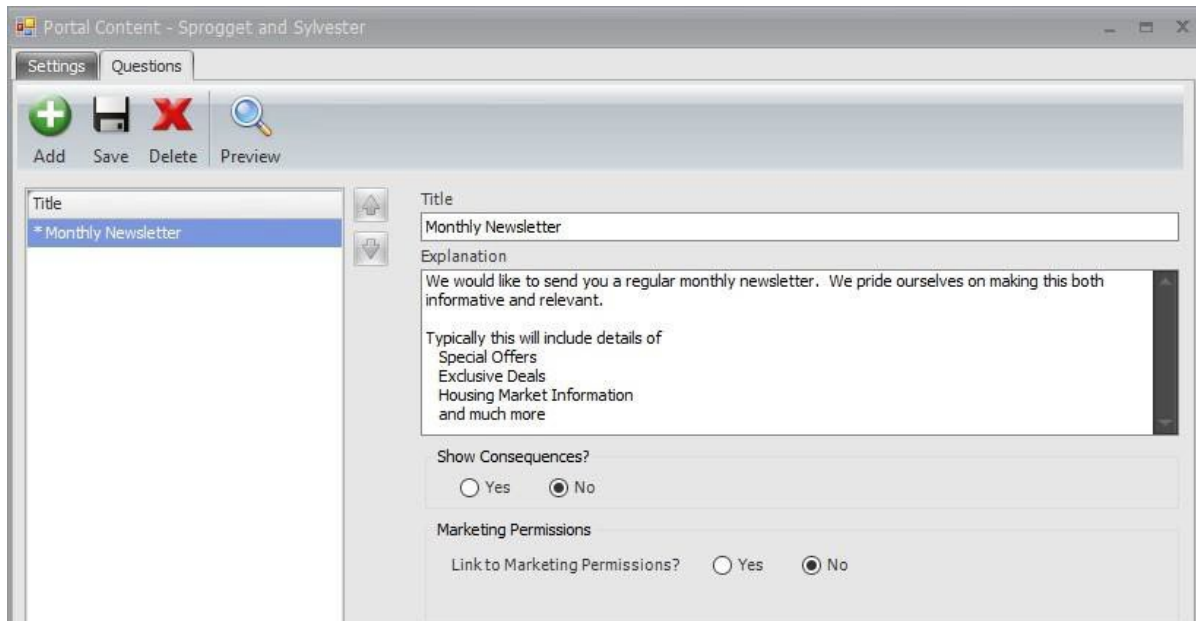 Portal Content - Sprogget and Sylvester
Settings Questions
Add Save Delete Preview
Title
* Monthly Newsletter
Title
Monthly Newsletter
Explanation
We would like to send you a regular monthly newsletter.  We pride ourselves on making this both
informative and relevant.
Typically this will include details of
Special Offers
Exclusive Deals
Housing Market Information
and much more
Show Consequences?
Yes No
Marketing Permissions
Link to Marketing Permissions? Yes No